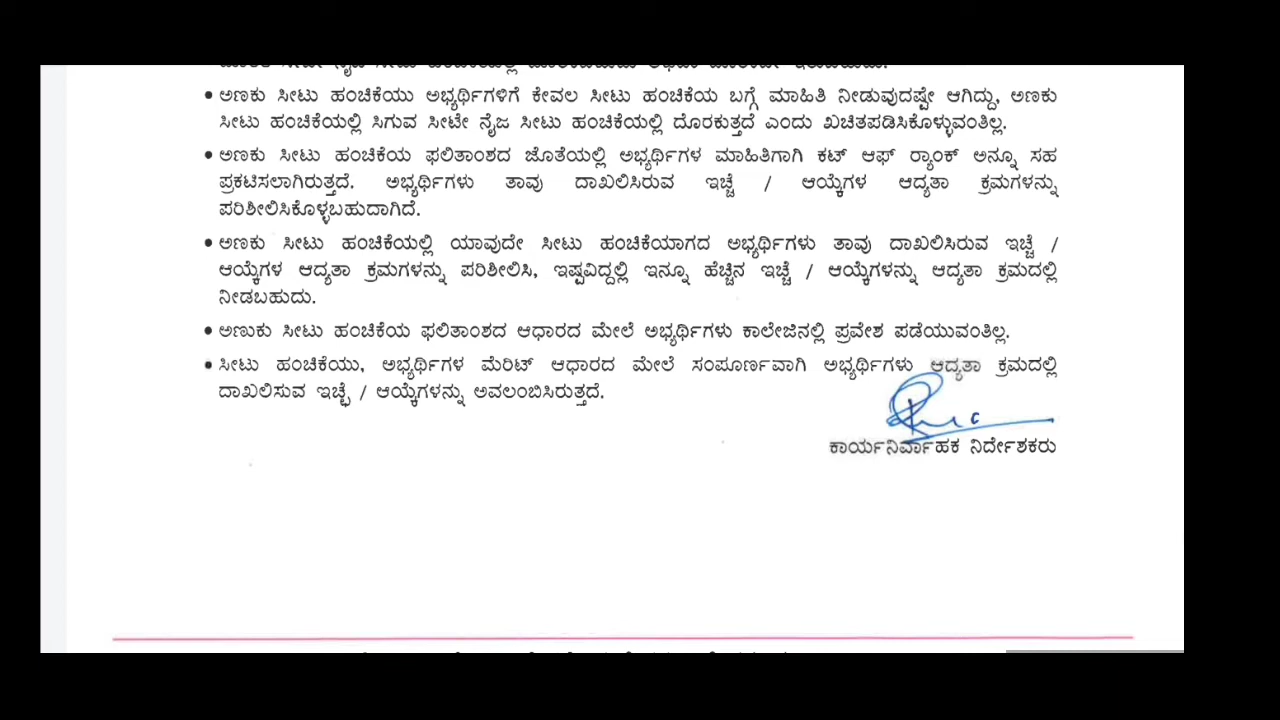 • ಅಣಕು ಸೀಟು ಹಂಚಿಕೆಯು ಅಭ್ಯರ್ಥಿಗಳಿಗೆ ಕೇವಲ ಸೀಟು ಹಂಚಿಕೆಯ ಬಗ್ಗೆ ಮಾಹಿತಿ ನೀಡುವುದಷ್ಟೇ ಆಗಿದ್ದು, ಅಣಕು
ಸೀಟು ಹಂಚಿಕೆಯಲ್ಲಿ ಸಿಗುವ ಸೀಟೇ ನೈಜ ಸೀಟು ಹಂಚಿಕೆಯಲ್ಲಿ ದೊರಕುತ್ತದೆ ಎಂದು ಖಚಿತಪಡಿಸಿಕೊಳ್ಳುವಂತಿಲ್ಲ.
• ಅಣಕು ಸೀಟು ಹಂಚಿಕೆಯ ಫಲಿತಾಂಶದ ಜೊತೆಯಲ್ಲಿ ಅಭ್ಯರ್ಥಿಗಳ ಮಾಹಿತಿಗಾಗಿ ಕಟ್ ಆಫ್ ರ‍್ಯಾಂಕ್ ಅನ್ನೂ ಸಹ
ಪ್ರಕಟಿಸಲಾಗಿರುತ್ತದೆ. ಅಭ್ಯರ್ಥಿಗಳು ತಾವು ದಾಖಲಿಸಿರುವ ಇಚ್ಚೆ / ಆಯ್ಕೆಗಳ ಆದ್ಯತಾ ಕ್ರಮಗಳನ್ನು
ಪರಿಶೀಲಿಸಿಕೊಳ್ಳಬಹುದಾಗಿದೆ.
• ಅಣಕು ಸೀಟು ಹಂಚಿಕೆಯಲ್ಲಿ ಯಾವುದೇ ಸೀಟು ಹಂಚಿಕೆಯಾಗದ ಅಭ್ಯರ್ಥಿಗಳು ತಾವು ದಾಖಲಿಸಿರುವ ಇಚ್ಚೆ /
ಆಯ್ಕೆಗಳ ಆದ್ಯತಾ ಕ್ರಮಗಳನ್ನು ಪರಿಶೀಲಿಸಿ, ಇಷ್ಟವಿದ್ದಲ್ಲಿ ಇನ್ನೂ ಹೆಚ್ಚಿನ ಇಚ್ಚೆ / ಆಯ್ಕೆಗಳನ್ನು ಆದ್ಯತಾ ಕ್ರಮದಲ್ಲಿ
ನೀಡಬಹುದು.
• ಅಣುಕು ಸೀಟು ಹಂಚಿಕೆಯ ಫಲಿತಾಂಶದ ಆಧಾರದ ಮೇಲೆ ಅಭ್ಯರ್ಥಿಗಳು ಕಾಲೇಜಿನಲ್ಲಿ ಪ್ರವೇಶ ಪಡೆಯುವಂತಿಲ್ಲ.
• ಸೀಟು ಹಂಚಿಕೆಯು, ಅಭ್ಯರ್ಥಿಗಳ ಮೆರಿಟ್ ಆಧಾರದ ಮೇಲೆ ಸಂಪೂರ್ಣವಾಗಿ ಅಭ್ಯರ್ಥಿಗಳು ಆದ್ಯತಾ ಕ್ರಮದಲ್ಲಿ
ದಾಖಲಿಸುವ ಇಚ್ಛೆ / ಆಯ್ಕೆಗಳನ್ನು ಅವಲಂಬಿಸಿರುತ್ತದೆ.
ಕಾರ್ಯನಿರ್ವಾಹಕ ನಿರ್ದೇಶಕರು